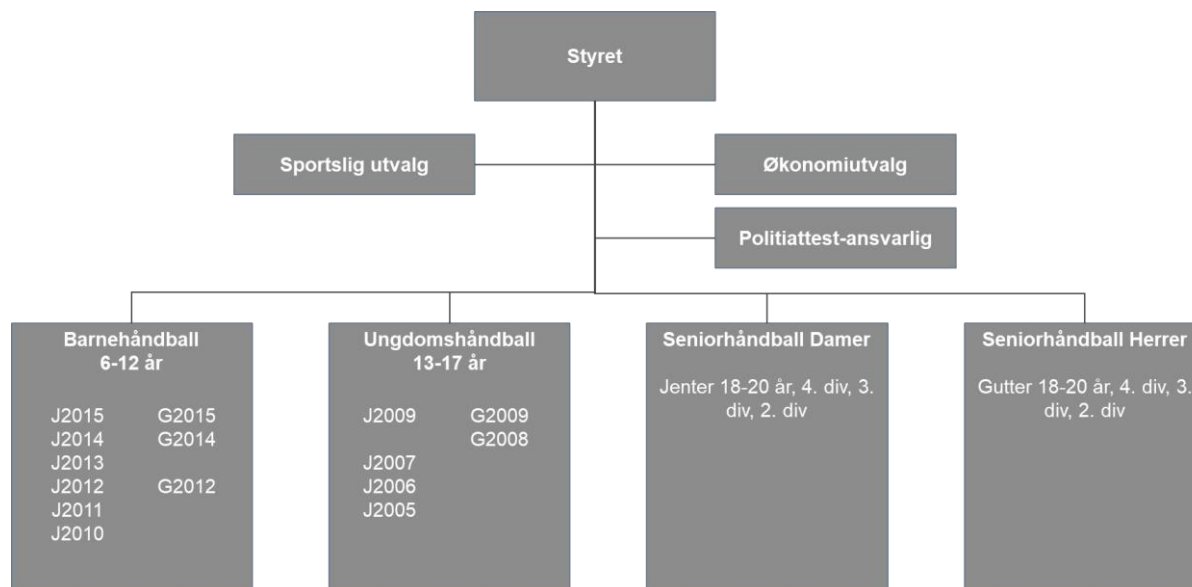 Styret
Sportslig utvalg
Økonomiutvalg
Politiattest-ansvarlig
Barnehåndball
6-12 år
J2015 G2015
J2014 G2014
J2013
J2012 G2012
J2011
J2010
Ungdomshåndball
13-17 år
J2009 G2009
G2008
J2007
J2006
J2005
Seniorhåndball Damer
Jenter 18-20 år, 4. div, 3.
div, 2. div
Seniorhåndball Herrer
Gutter 18-20 år, 4. div, 3.
div, 2. div